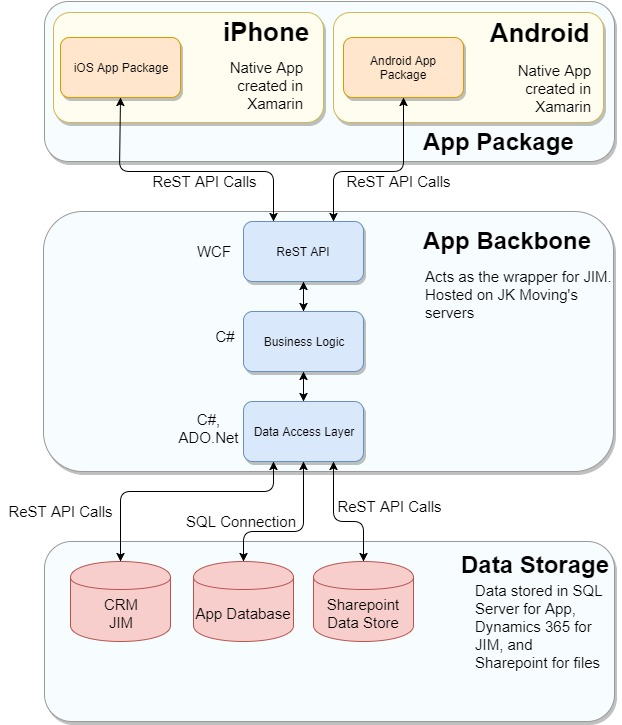 iPhone
iOS App Package
Native App
created in
Xamarin
Android
Android App
Package
Native App
created in
Xamarin
App Package
ReST API Calls
ReST API Calls
App Backbone
Acts as the wrapper for JIM.
Hosted on JK Moving's
servers
WCF
ReST API
C#
Business Logic
C#,
ADO.Net
Data Access Layer
ReST API Calls
SQL Connection
ReST API Calls
Data Storage
Data stored in SQL
Server for App,
Dynamics 365 for
JIM, and
Sharepoint for files
CRM
JIM
App Database
Sharepoint
Data Store